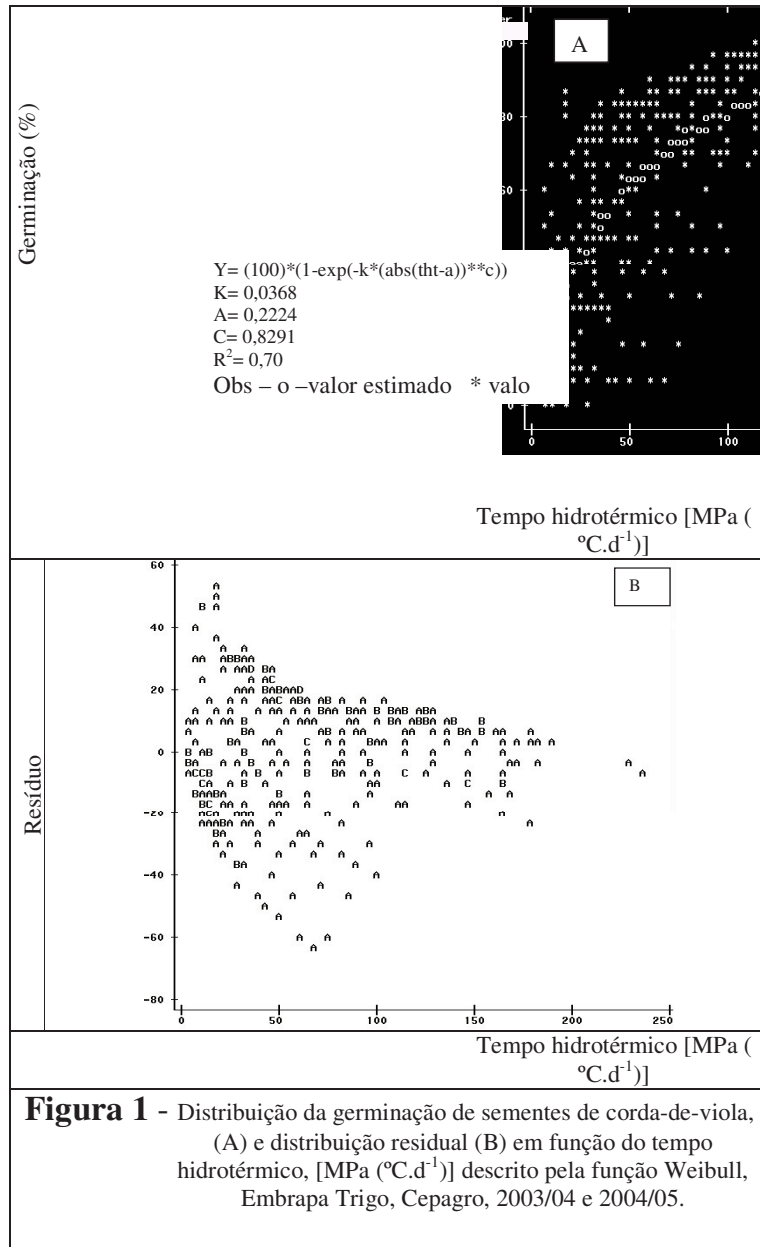 A
Germinação (%)
60
0
0 50 100
Y= (100)*(1-exp(-k*(abs(tht-a))**c))
K= 0,0368
A= 0,2224
C= 0,8291
R²= 0,70
Obs – o –valor estimado * valo
Tempo hidrotérmico [MPa (
ºC.d⁻¹)]
B
Resíduo
60
40
20
0
-20
-40
-60
-80
0 50 100 150 200 250
Tempo hidrotérmico [MPa (
ºC.d⁻¹)]
Figura 1 - Distribuição da germinação de sementes de corda-de-viola,
(A) e distribuição residual (B) em função do tempo
hidrotérmico, [MPa (ºC.d⁻¹)] descrito pela função Weibull,
Embrapa Trigo, Cepagro, 2003/04 e 2004/05.